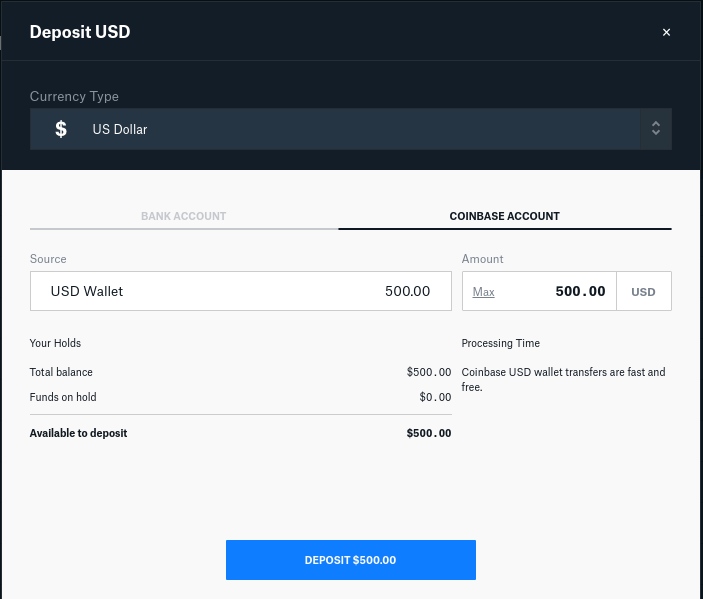 Deposit USD
×
Currency Type
$ US Dollar
BANK ACCOUNT COINBASE ACCOUNT
Source Amount
USD Wallet 500.00 Max 500.00 USD
Your Holds Processing Time
Total balance $500.00 Coinbase USD wallet transfers are fast and
free.
Funds on hold $0.00
Available to deposit $500.00
DEPOSIT $500.00